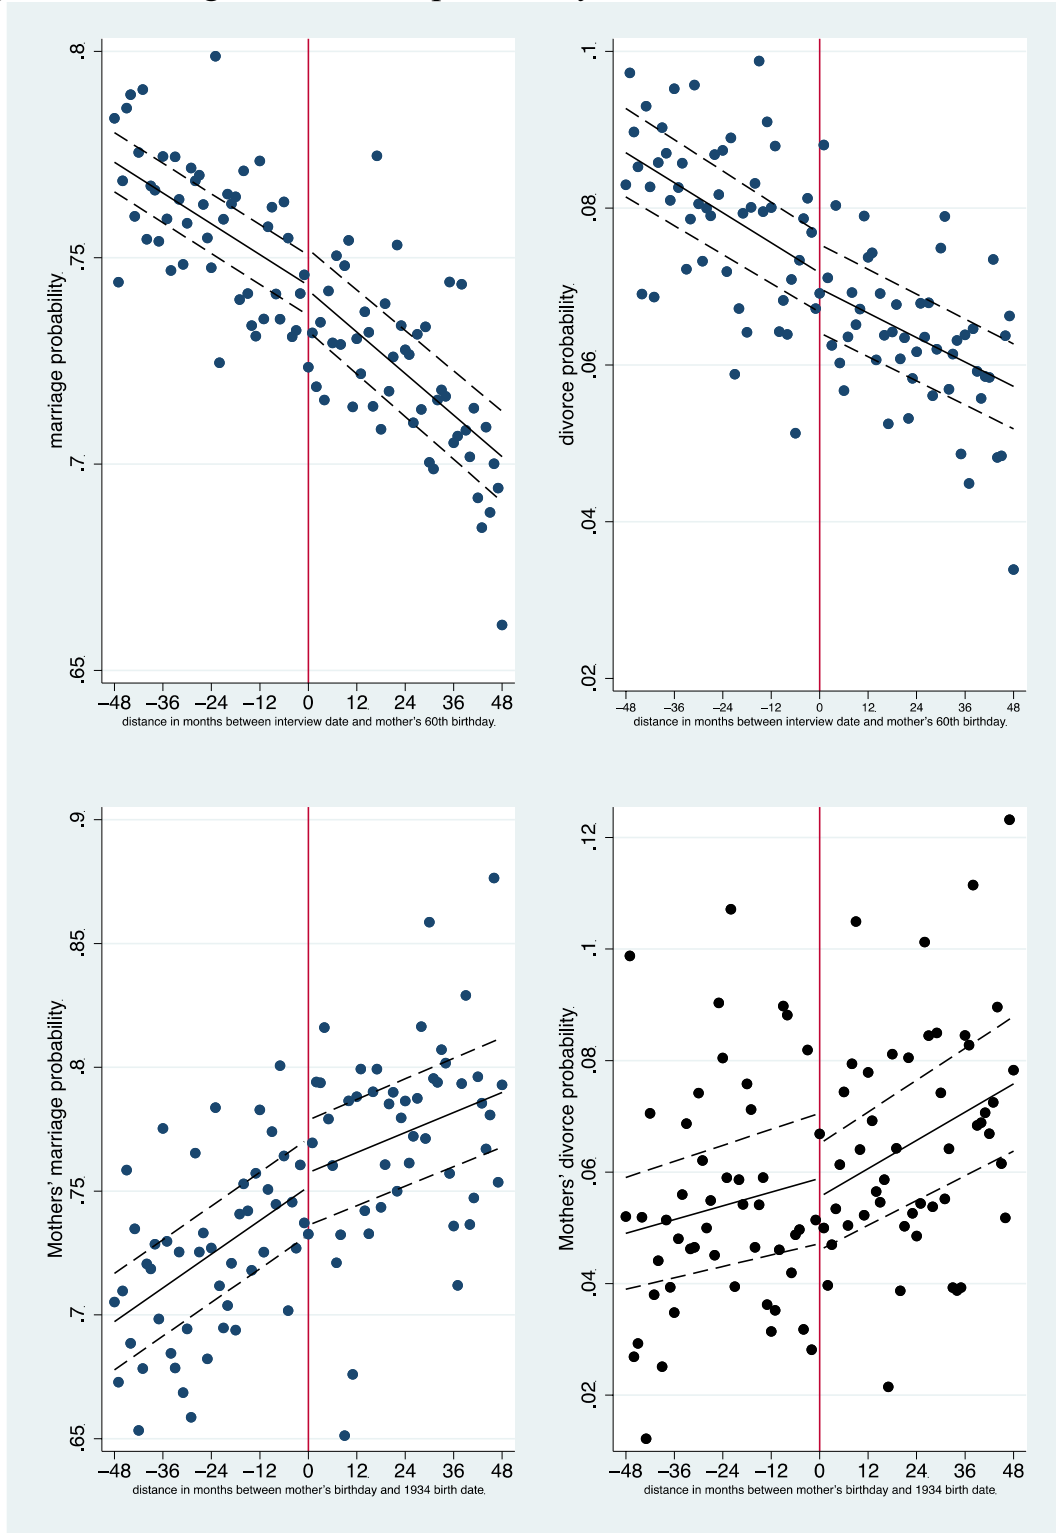 .8
.75
.7
.65
marriage probability.
−48 −36 −24 −12 0 12 24 36 48
distance in months between interview date and mother's 60th birthday.
.1
.08
.06
.04
.02
divorce probability.
−48 −36 −24 −12 0 12 24 36 48
distance in months between interview date and mother's 60th birthday.
.9
.85
.8
.75
.7
.65
Mothers' marriage probability.
−48 −36 −24 −12 0 12 24 36 48
distance in months between mother's birthday and 1934 birth date.
.12
.1
.08
.06
.04
.02
Mothers' divorce probability.
−48 −36 −24 −12 0 12 24 36 48
distance in months between mother's birthday and 1934 birth date.